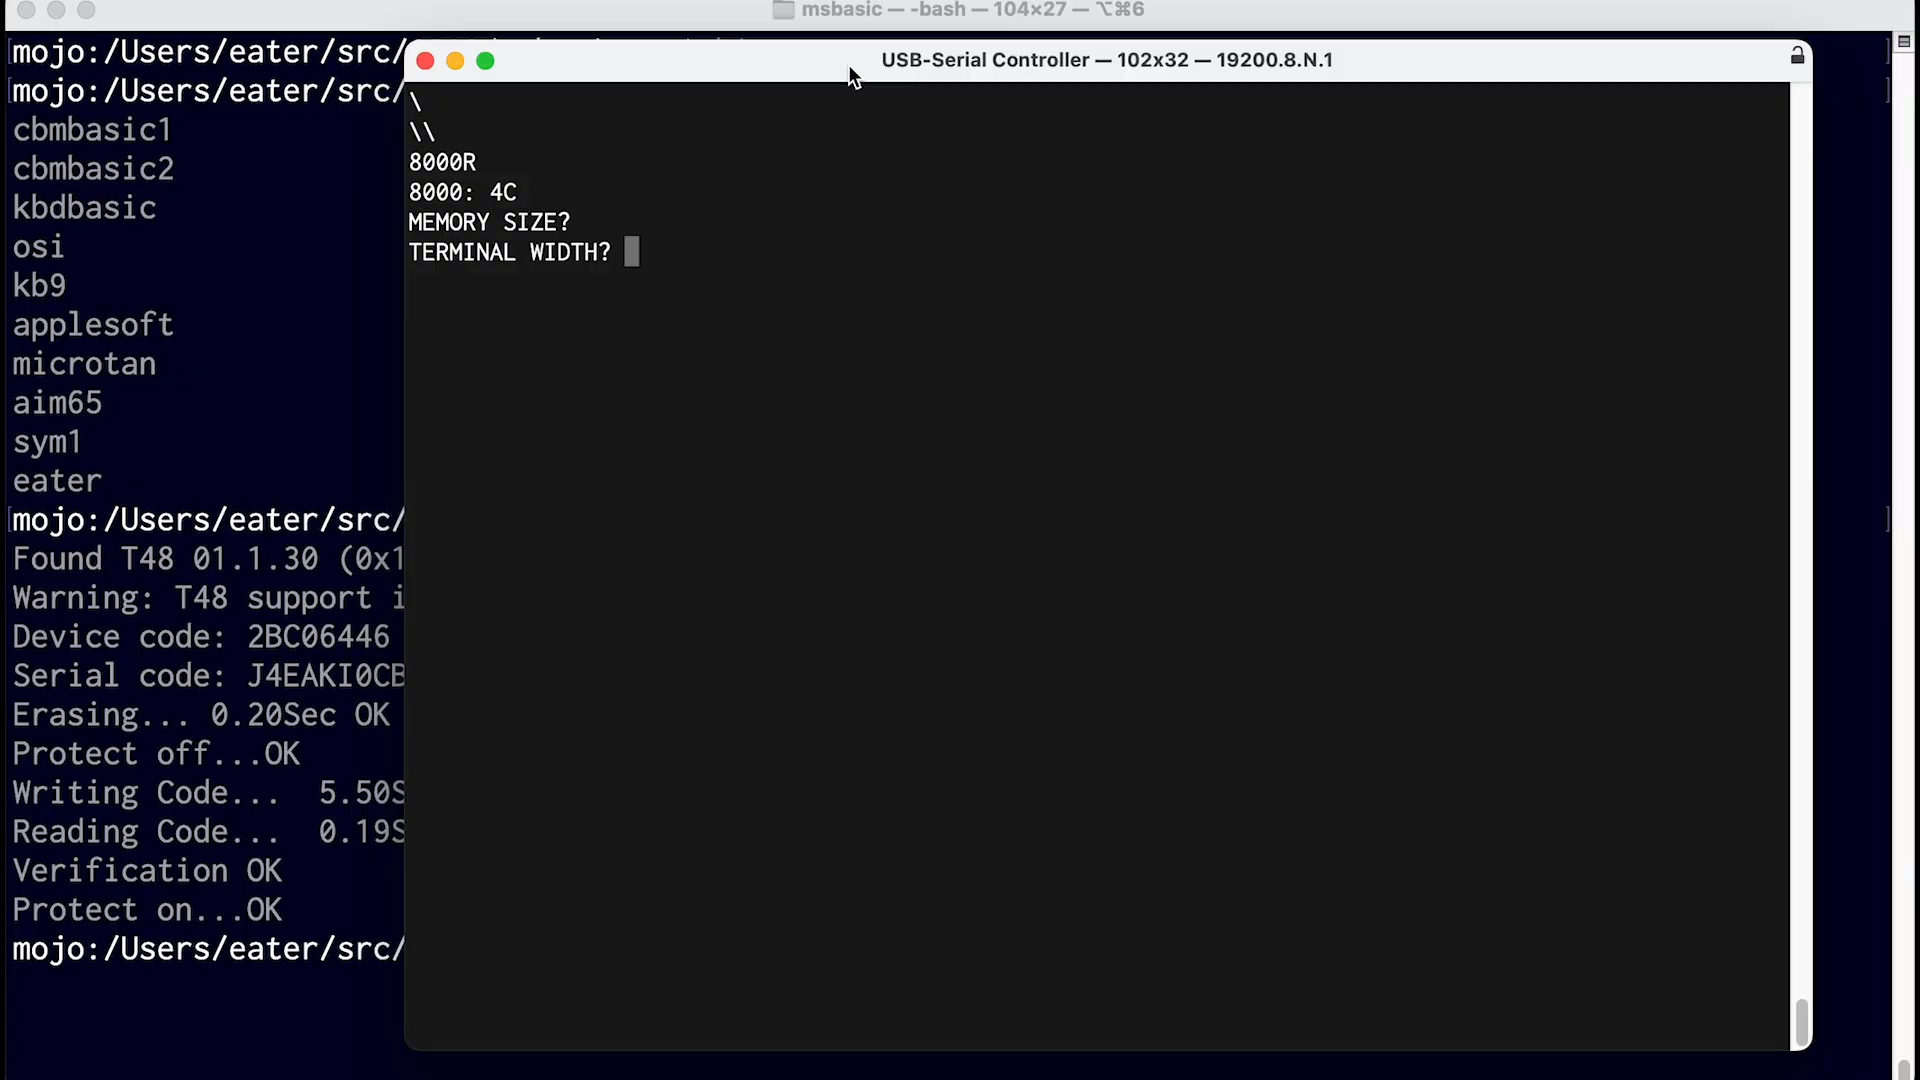 msbasic — -bash — 104×27 — ⌥⌘6
mojo:/Users/eater/src/
mojo:/Users/eater/src/
cbmbasic1
cbmbasic2
kbdbasic
osi
kb9
applesoft
microtan
aim65
sym1
eater
mojo:/Users/eater/src/
Found T48 01.1.30 (0x1
Warning: T48 support i
Device code: 2BC06446
Serial code: J4EAKI0CB
Erasing... 0.20Sec OK
Protect off...OK
Writing Code...  5.50S
Reading Code...  0.19S
Verification OK
Protect on...OK
mojo:/Users/eater/src/
USB-Serial Controller — 102x32 — 19200.8.N.1
\
\\
8000R
8000: 4C
MEMORY SIZE?
TERMINAL WIDTH?